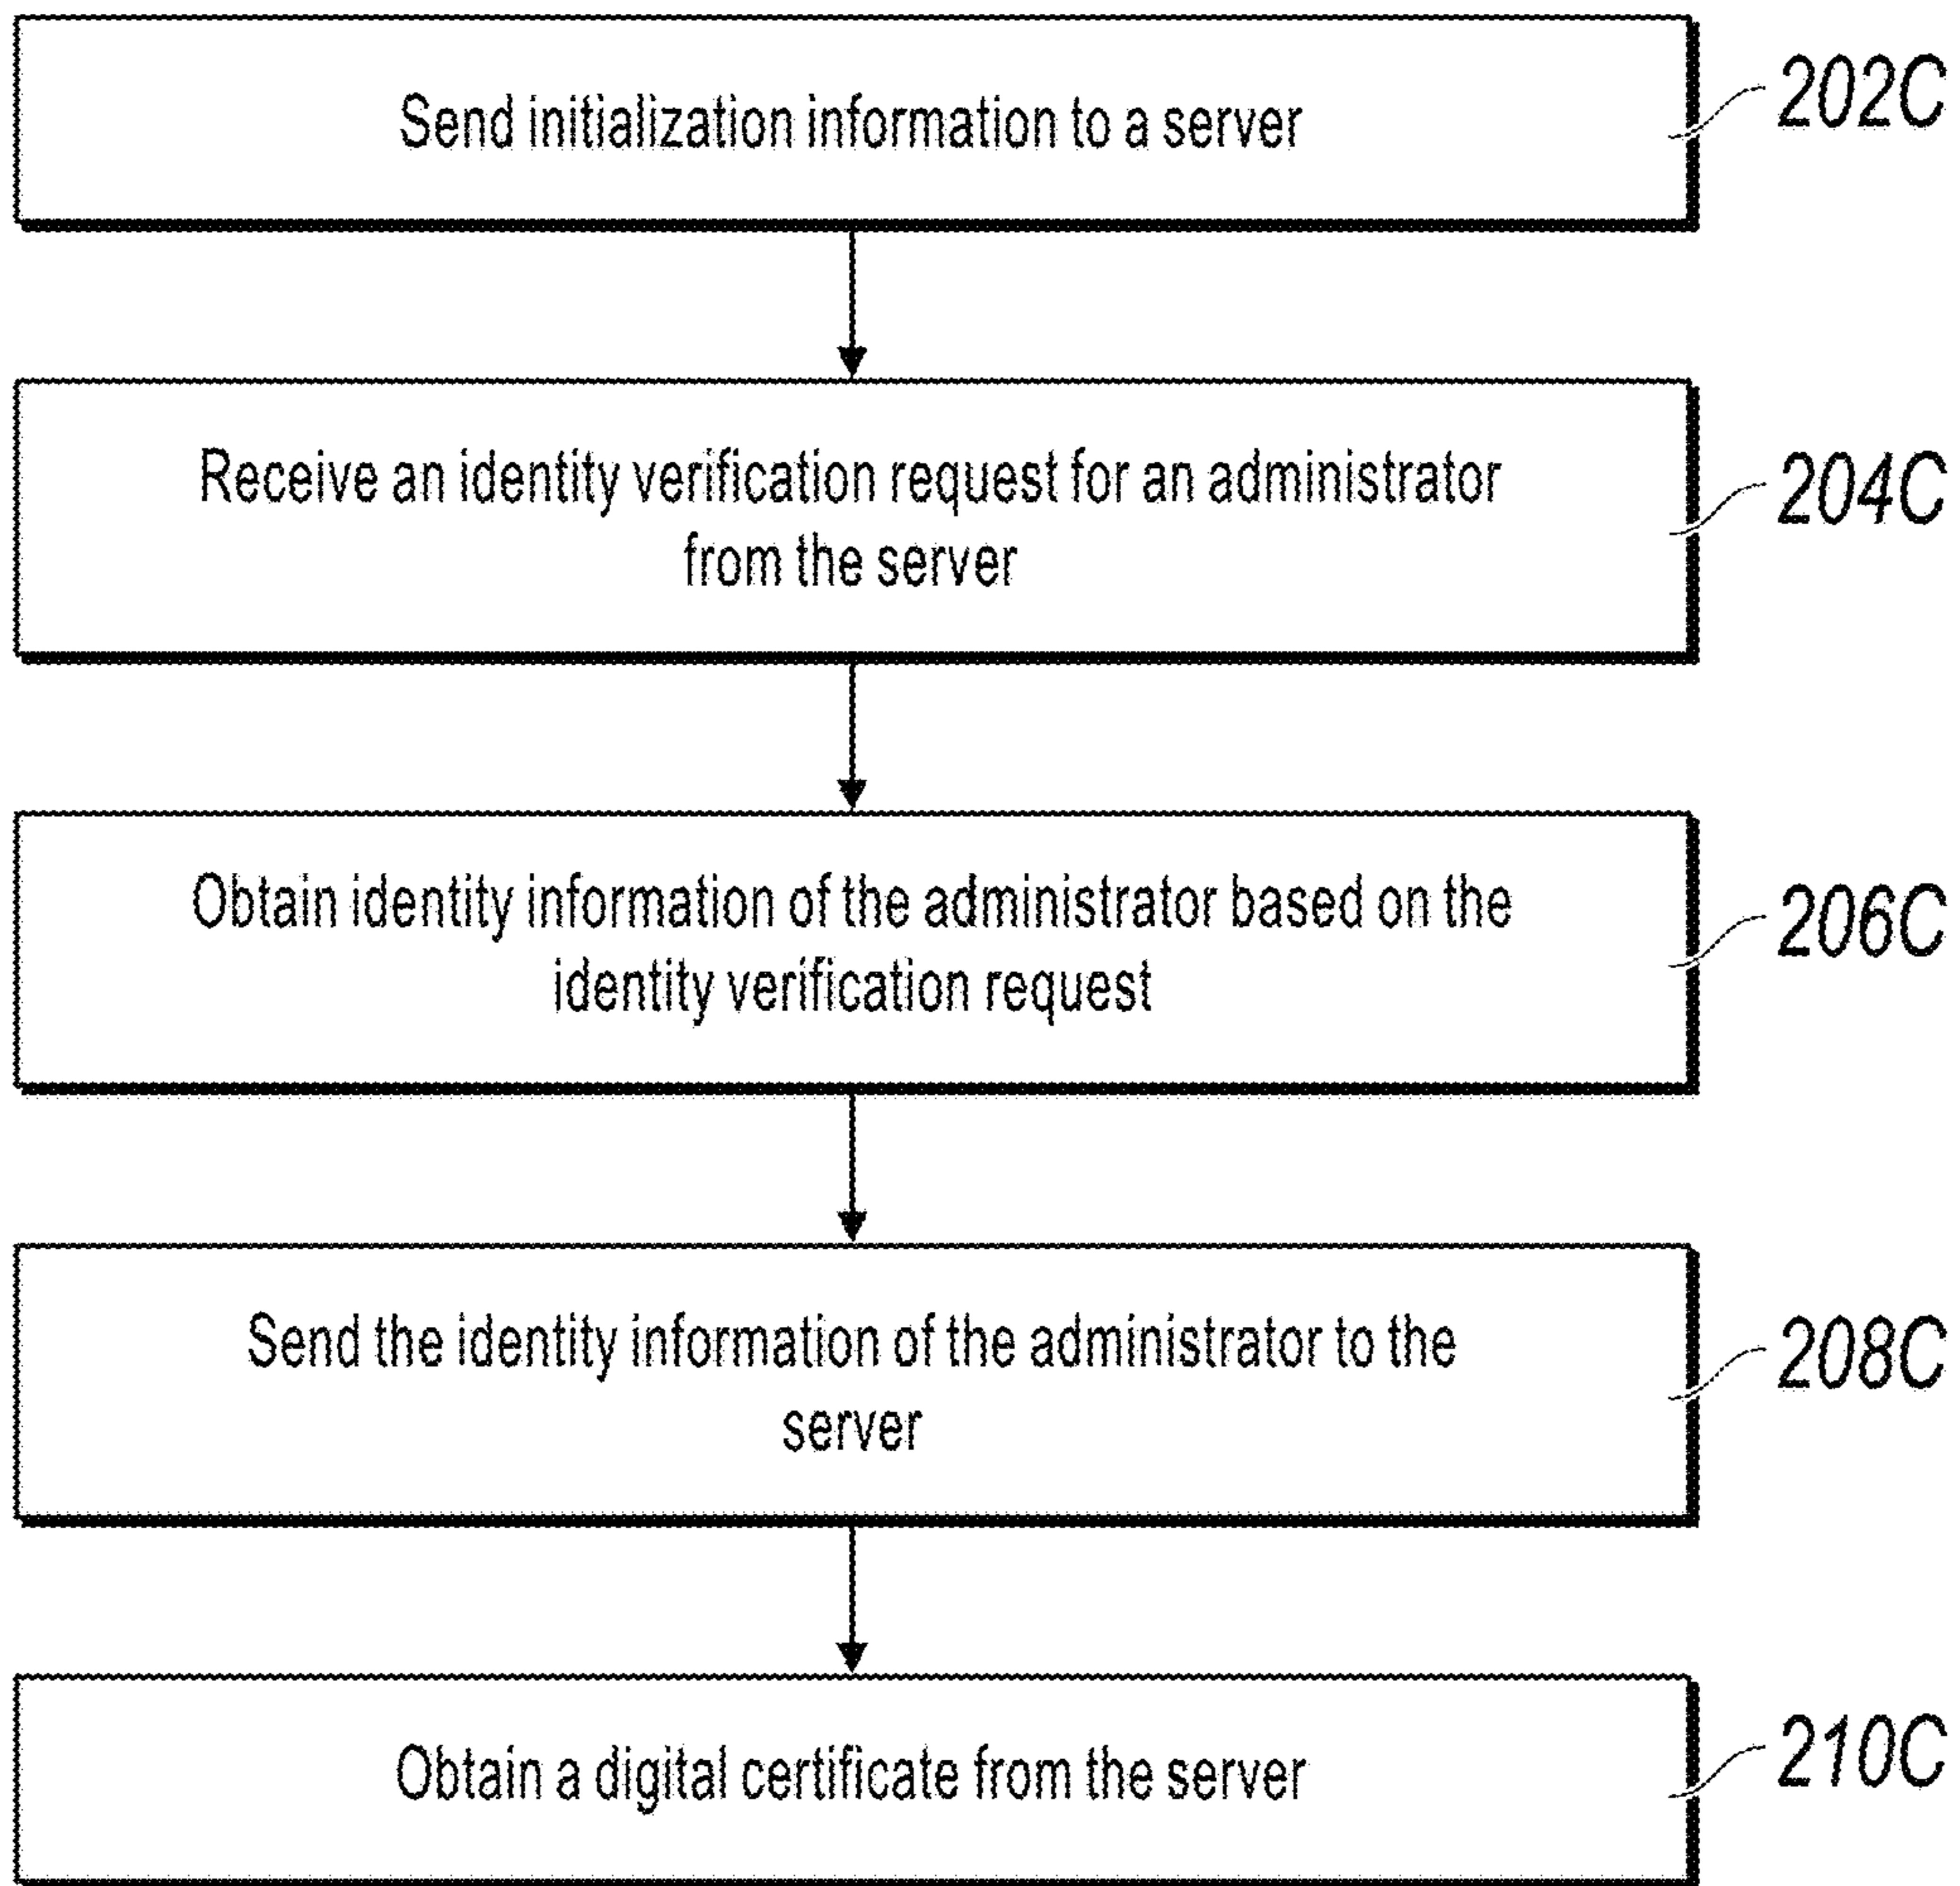 Send initialization information to a server
202C
Receive an identity verification request for an administrator
from the server
204C
Obtain identity information of the administrator based on the
identity verification request
206C
Send the identity information of the administrator to the
server
208C
Obtain a digital certificate from the server
210C